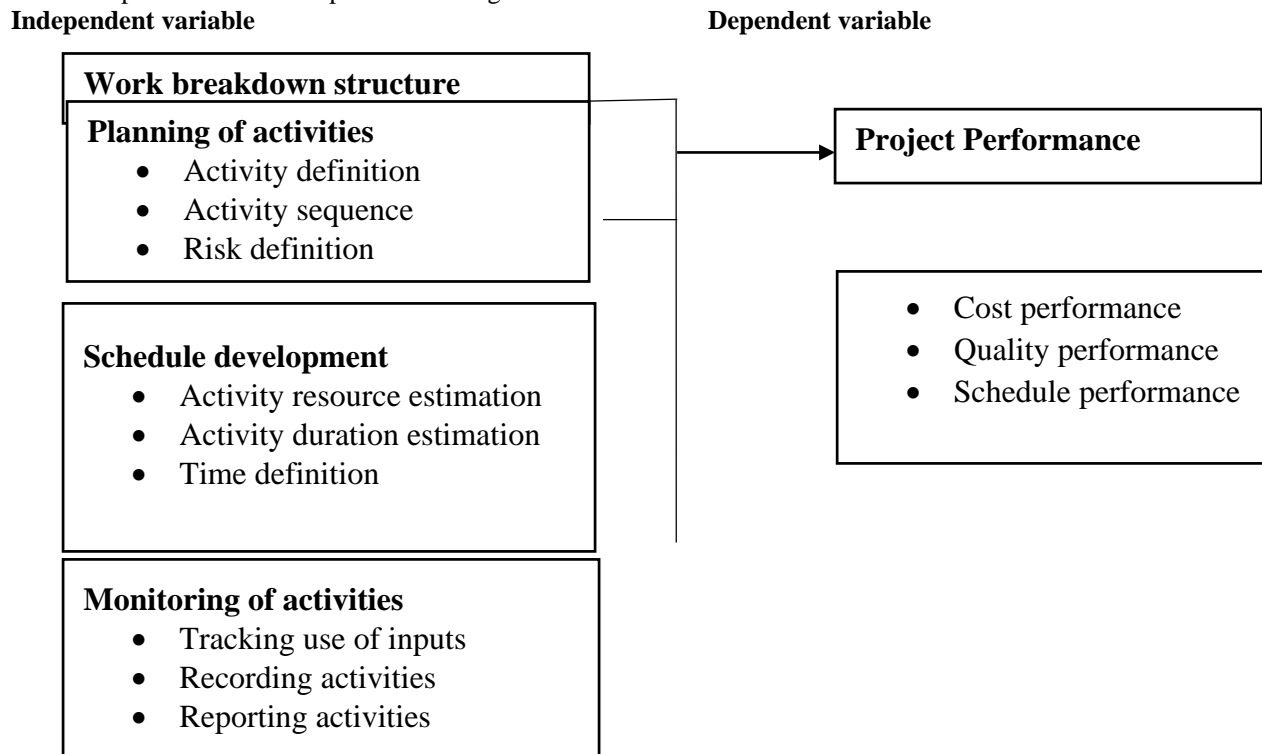 Independent variable
Dependent variable
Work breakdown structure
Planning of activities
• Activity definition
• Activity sequence
• Risk definition
Schedule development
• Activity resource estimation
• Activity duration estimation
• Time definition
Monitoring of activities
• Tracking use of inputs
• Recording activities
• Reporting activities
Project Performance
• Cost performance
• Quality performance
• Schedule performance